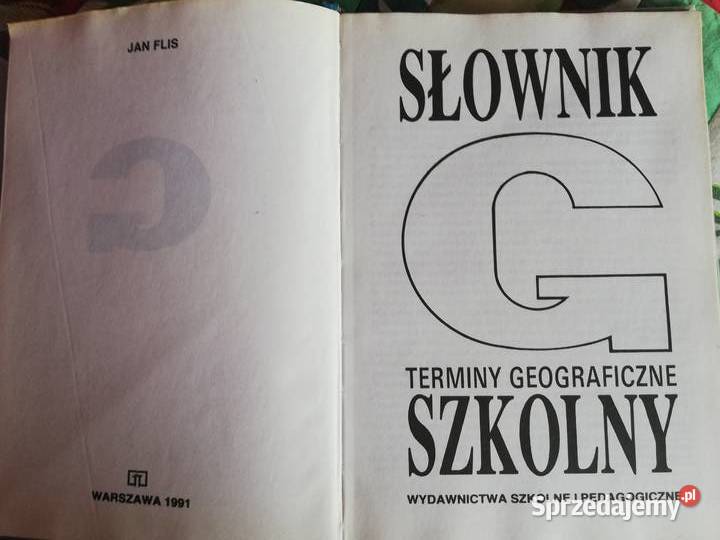 JAN FLIS
WARSZAWA 1991
SŁOWNIK
G
TERMINY GEOGRAFICZNE
SZKOLNY
WYDAWNICTWA SZKOLNE I PEDAGOGICZNE
Sprzedajemy.pl